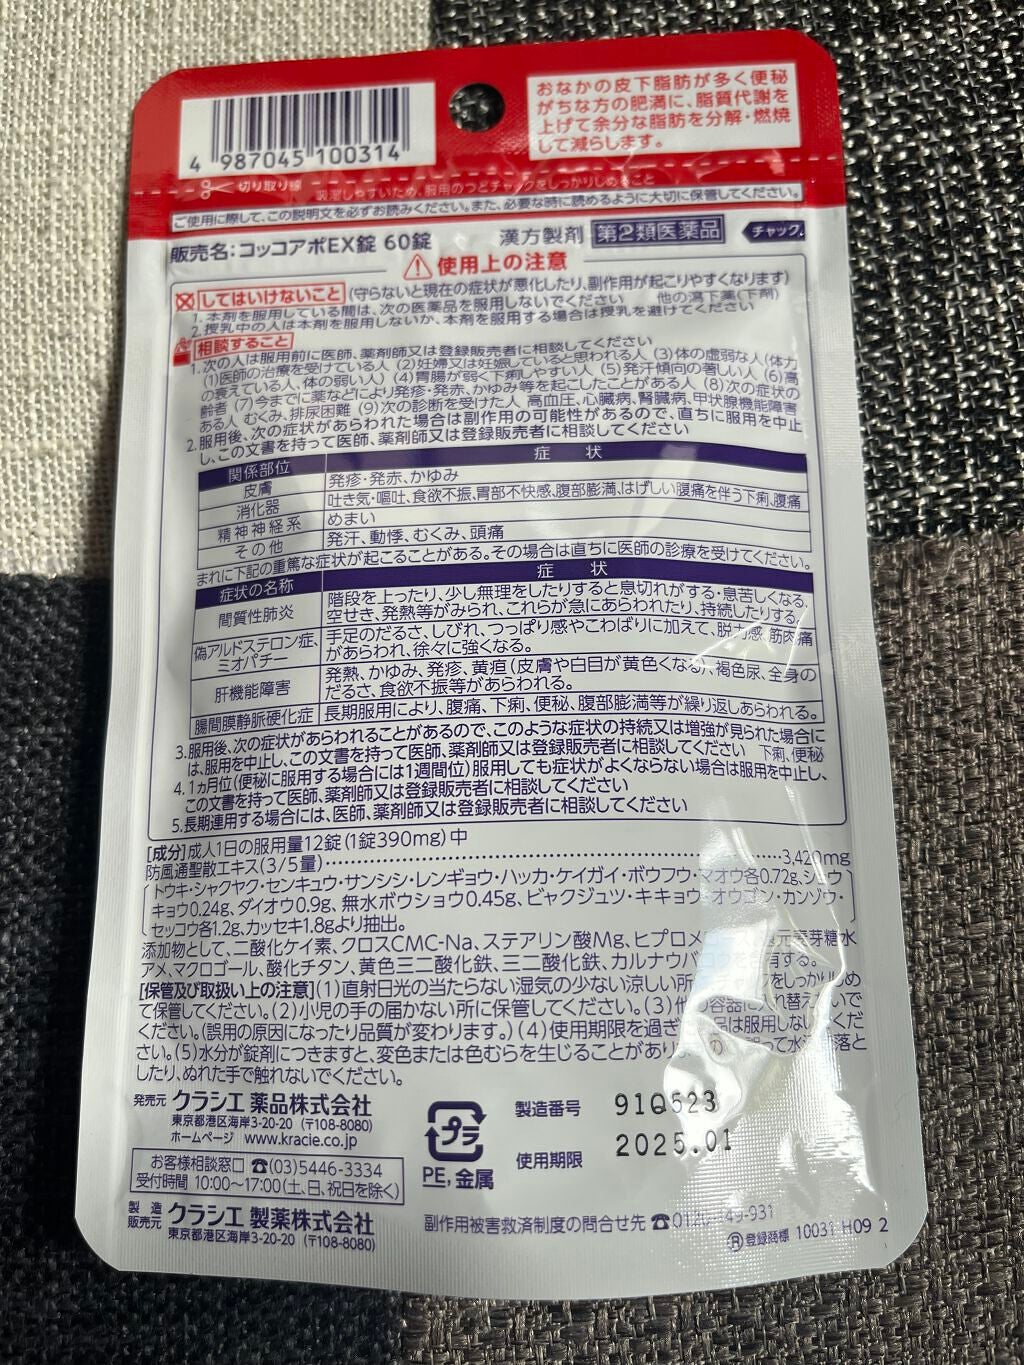 おなかの皮下脂肪が多く便秘
がちな方の肥満に、脂質代謝を
上げて余分な脂肪を分解・燃焼
して減らします。
4 987045 100314
切り取り線
吸湿しやすいため、服用のつどチャックをしっかりしめること
ご使用に際して、この説明文を必ずお読みください。また、必要な時に読めるように大切に保管してください。
販売名:コッコアポEX錠 60錠 漢方製剤 第2類医薬品 チャック
使用上の注意
してはいけないこと (守らないと現在の症状が悪化したり、副作用が起こりやすくなります)
1. 本剤を服用している間は、次の医薬品を服用しないでください 他の瀉下薬(下剤)
2. 授乳中の人は本剤を服用しないか、本剤を服用する場合は授乳を避けてください
相談すること
1. 次の人は服用前に医師、薬剤師又は登録販売者に相談してください
(1)医師の治療を受けている人 (2)妊婦又は妊娠していると思われる人 (3)体の虚弱な人(体力
の衰えている人、体の弱い人) (4)胃腸が弱く下痢しやすい人 (5)発汗傾向の著しい人 (6)高
齢者 (7)今までに薬などにより発疹・発赤、かゆみ等を起こしたことがある人 (8)次の症状の
ある人 むくみ、排尿困難 (9)次の診断を受けた人 高血圧、心臓病、腎臓病、甲状腺機能障害
2. 服用後、次の症状があらわれた場合は副作用の可能性があるので、直ちに服用を中止
し、この文書を持って医師、薬剤師又は登録販売者に相談してください
関係部位 症状
皮膚 発疹・発赤、かゆみ
消化器 吐き気・嘔吐、食欲不振、胃部不快感、腹部膨満、はげしい腹痛を伴う下痢、腹痛
精神神経系 めまい
その他 発汗、動悸、むくみ、頭痛
まれに下記の重篤な症状が起こることがある。その場合は直ちに医師の診療を受けてください。
症状の名称 症状
間質性肺炎 階段を上ったり、少し無理をしたりすると息切れがする・息苦しくなる、
空せき、発熱等がみられ、これらが急にあらわれたり、持続したりする。
偽アルドステロン症、 手足のだるさ、しびれ、つっぱり感やこわばりに加えて、脱力感、筋肉痛
ミオパチー があらわれ、徐々に強くなる。
肝機能障害 発熱、かゆみ、発疹、黄疸(皮膚や白目が黄色くなる)、褐色尿、全身の
だるさ、食欲不振等があらわれる。
腸間膜静脈硬化症 長期服用により、腹痛、下痢、便秘、腹部膨満等が繰り返しあらわれる。
3. 服用後、次の症状があらわれることがあるので、このような症状の持続又は増強が見られた場合に
は、服用を中止し、この文書を持って医師、薬剤師又は登録販売者に相談してください 下痢、便秘
4. 1ヵ月位(便秘に服用する場合には1週間位)服用しても症状がよくならない場合は服用を中止し、
この文書を持って医師、薬剤師又は登録販売者に相談してください
5. 長期連用する場合には、医師、薬剤師又は登録販売者に相談してください
[成分]成人1日の服用量12錠(1錠390mg)中
防風通聖散エキス(3/5量)……3,420mg
トウキ・シャクヤク・センキュウ・サンシシ・レンギョウ・ハッカ・ケイガイ・ボウフウ・マオウ各0.72g、ショウ
キョウ0.24g、ダイオウ0.9g、無水ボウショウ0.45g、ビャクジュツ・キキョウ・オウゴン・カンゾウ・
セッコウ各1.2g、カッセキ1.8gより抽出。
添加物として、二酸化ケイ素、クロスCMC-Na、ステアリン酸Mg、ヒプロメ 元麦芽糖水
アメ、マクロゴール、酸化チタン、黄色三二酸化鉄、三二酸化鉄、カルナウバロウを含有する。
[保管及び取扱い上の注意](1)直射日光の当たらない湿気の少ない涼しい所 をしっかりしめ
て保管してください。(2)小児の手の届かない所に保管してください。(3)他の容器に入れ替えないで
ください。(誤用の原因になったり品質が変わります。)(4)使用期限を過ぎ 品は服用しないでくだ
さい。(5)水分が錠剤につきますと、変色または色むらを生じることがあり の 誤って水 落と
したり、ぬれた手で触れないでください。
発売元 クラシエ薬品株式会社
東京都港区海岸3-20-20 (〒108-8080)
ホームページ www.kracie.co.jp
お客様相談窓口 ☎(03)5446-3334
受付時間 10:00〜17:00(土、日、祝日を除く)
製造販売元 クラシエ製薬株式会社
東京都港区海岸3-20-20 (〒108-8080)
プラ
PE,金属
製造番号 91Q523
使用期限 2025.01
副作用被害救済制度の問合せ先 ☎0120 149-931
Ⓡ登録商標 10031 H09 2